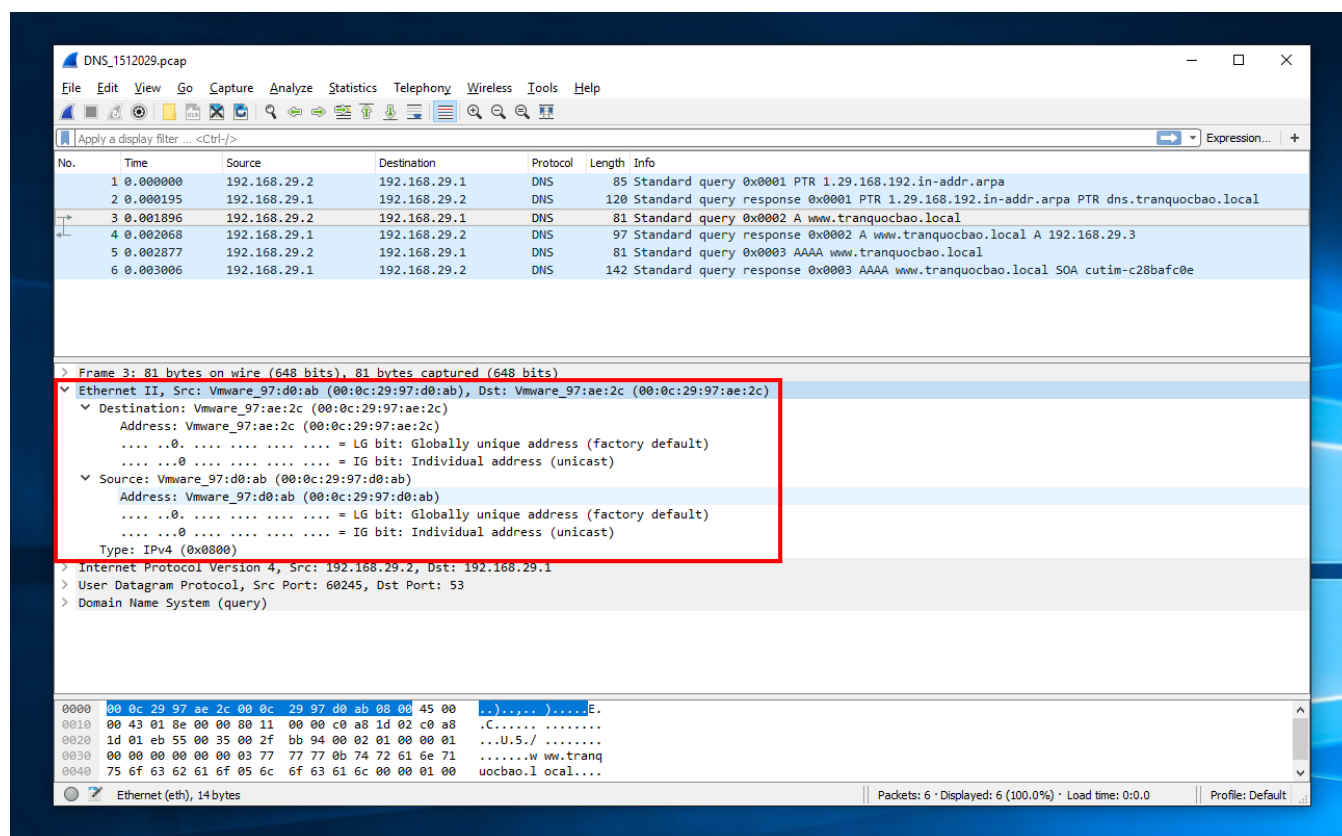 DNS_1512029.pcap
File Edit View Go Capture Analyze Statistics Telephony Wireless Tools Help
Apply a display filter ... <Ctrl-/> Expression... +
No. Time Source Destination Protocol Length Info
1 0.000000 192.168.29.2 192.168.29.1 DNS 85 Standard query 0x0001 PTR 1.29.168.192.in-addr.arpa
2 0.000195 192.168.29.1 192.168.29.2 DNS 120 Standard query response 0x0001 PTR 1.29.168.192.in-addr.arpa PTR dns.tranquocbao.local
3 0.001896 192.168.29.2 192.168.29.1 DNS 81 Standard query 0x0002 A www.tranquocbao.local
4 0.002068 192.168.29.1 192.168.29.2 DNS 97 Standard query response 0x0002 A www.tranquocbao.local A 192.168.29.3
5 0.002877 192.168.29.2 192.168.29.1 DNS 81 Standard query 0x0003 AAAA www.tranquocbao.local
6 0.003006 192.168.29.1 192.168.29.2 DNS 142 Standard query response 0x0003 AAAA www.tranquocbao.local SOA cutim-c28bafc0e
> Frame 3: 81 bytes on wire (648 bits), 81 bytes captured (648 bits)
Ethernet II, Src: Vmware_97:d0:ab (00:0c:29:97:d0:ab), Dst: Vmware_97:ae:2c (00:0c:29:97:ae:2c)
Destination: Vmware_97:ae:2c (00:0c:29:97:ae:2c)
Address: Vmware_97:ae:2c (00:0c:29:97:ae:2c)
.... ..0. .... .... .... .... = LG bit: Globally unique address (factory default)
.... ...0 .... .... .... .... = IG bit: Individual address (unicast)
Source: Vmware_97:d0:ab (00:0c:29:97:d0:ab)
Address: Vmware_97:d0:ab (00:0c:29:97:d0:ab)
.... ..0. .... .... .... .... = LG bit: Globally unique address (factory default)
.... ...0 .... .... .... .... = IG bit: Individual address (unicast)
Type: IPv4 (0x0800)
> Internet Protocol Version 4, Src: 192.168.29.2, Dst: 192.168.29.1
> User Datagram Protocol, Src Port: 60245, Dst Port: 53
> Domain Name System (query)
0000 00 0c 29 97 ae 2c 00 0c 29 97 d0 ab 08 00 45 00 ..)..,.. ).....E.
0010 00 43 01 8e 00 00 80 11 00 00 c0 a8 1d 02 c0 a8 .C...... ........
0020 1d 01 eb 55 00 35 00 2f bb 94 00 02 01 00 00 01 ...U.5./ ........
0030 00 00 00 00 00 00 03 77 77 77 0b 74 72 61 6e 71 .......w ww.tranq
0040 75 6f 63 62 61 6f 05 6c 6f 63 61 6c 00 00 01 00 uocbao.l ocal....
Ethernet (eth), 14 bytes Packets: 6 · Displayed: 6 (100.0%) · Load time: 0:0.0 Profile: Default